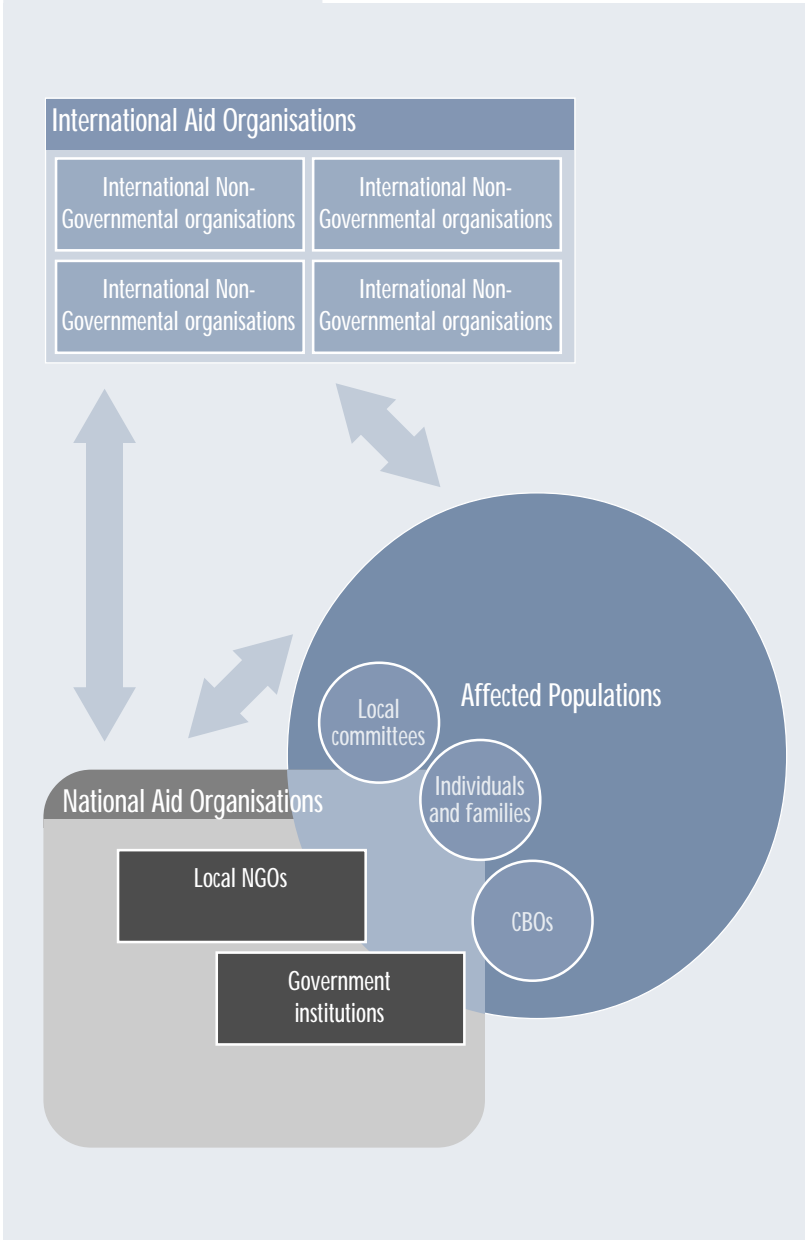 International Aid Organisations
International Non-
Governmental organisations
International Non-
Governmental organisations
International Non-
Governmental organisations
International Non-
Governmental organisations
Affected Populations
Local
committees
Individuals
and families
CBOs
National Aid Organisations
Local NGOs
Government
institutions